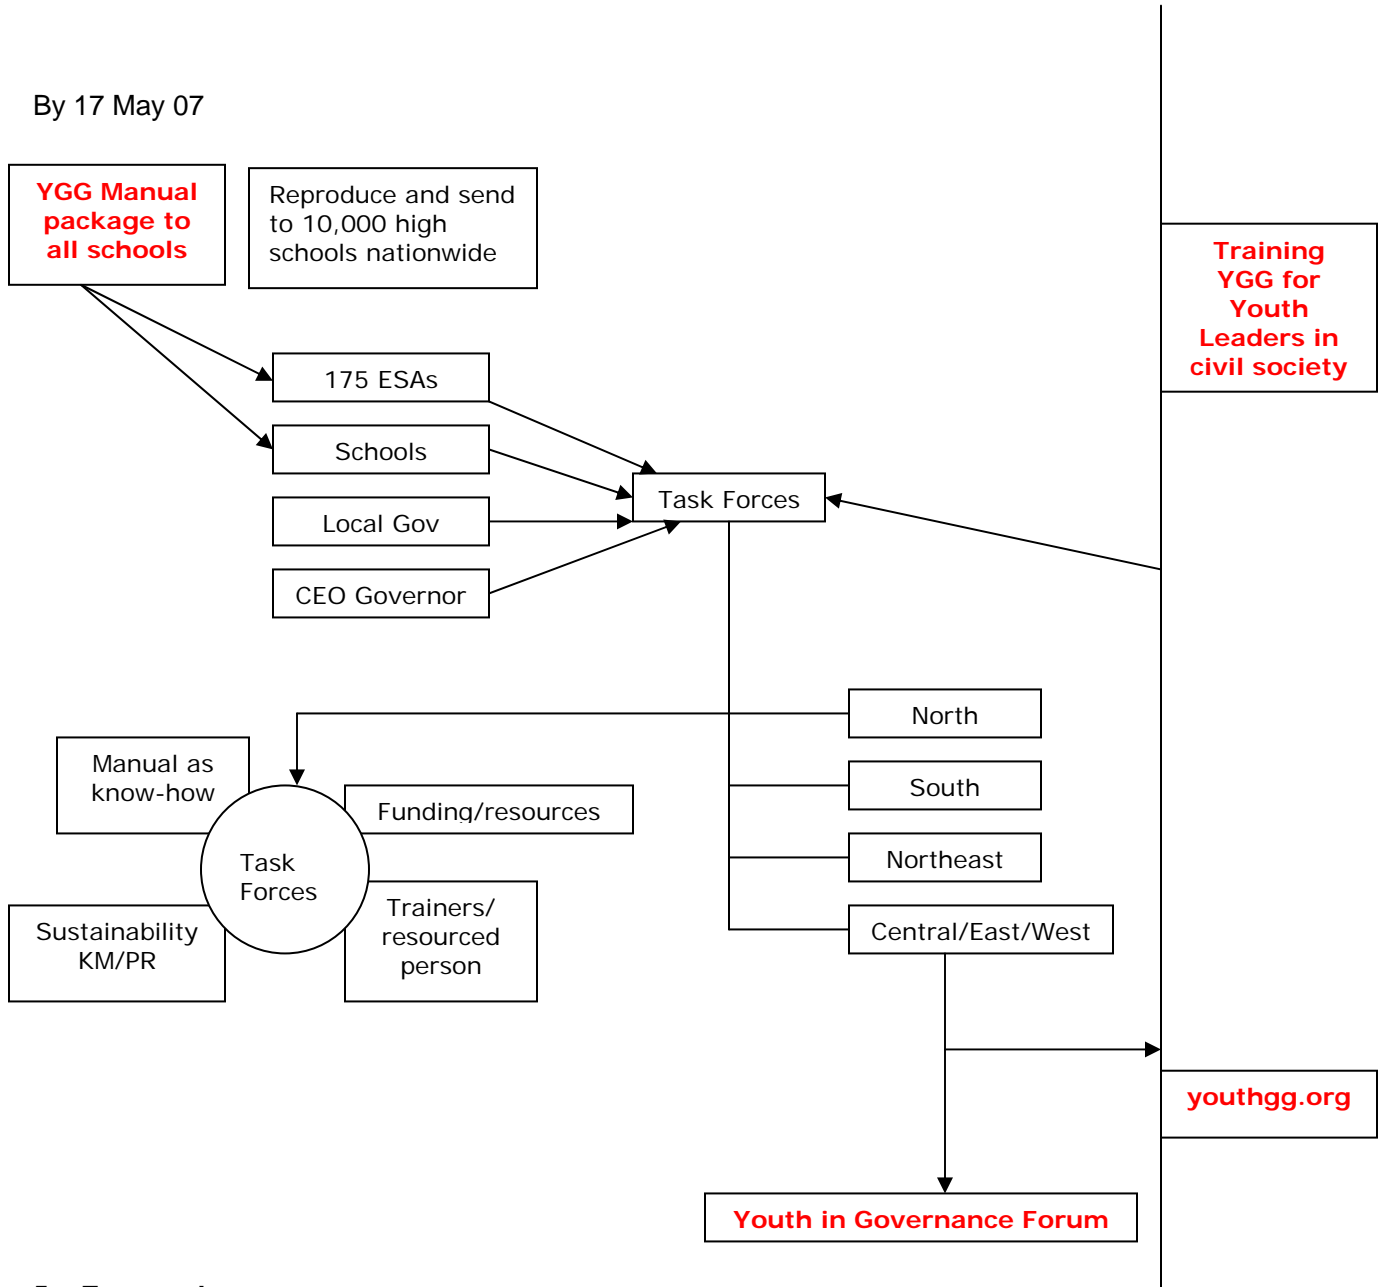 By 17 May 07
YGG Manual
package to
all schools
Reproduce and send
to 10,000 high
schools nationwide
Training
YGG for
Youth
Leaders in
civil society
175 ESAs
Schools
Local Gov
CEO Governor
Task Forces
North
South
Northeast
Central/East/West
Manual as
know-how
Funding/resources
Task
Forces
Sustainability
KM/PR
Trainers/
resourced
person
youthgg.org
Youth in Governance Forum